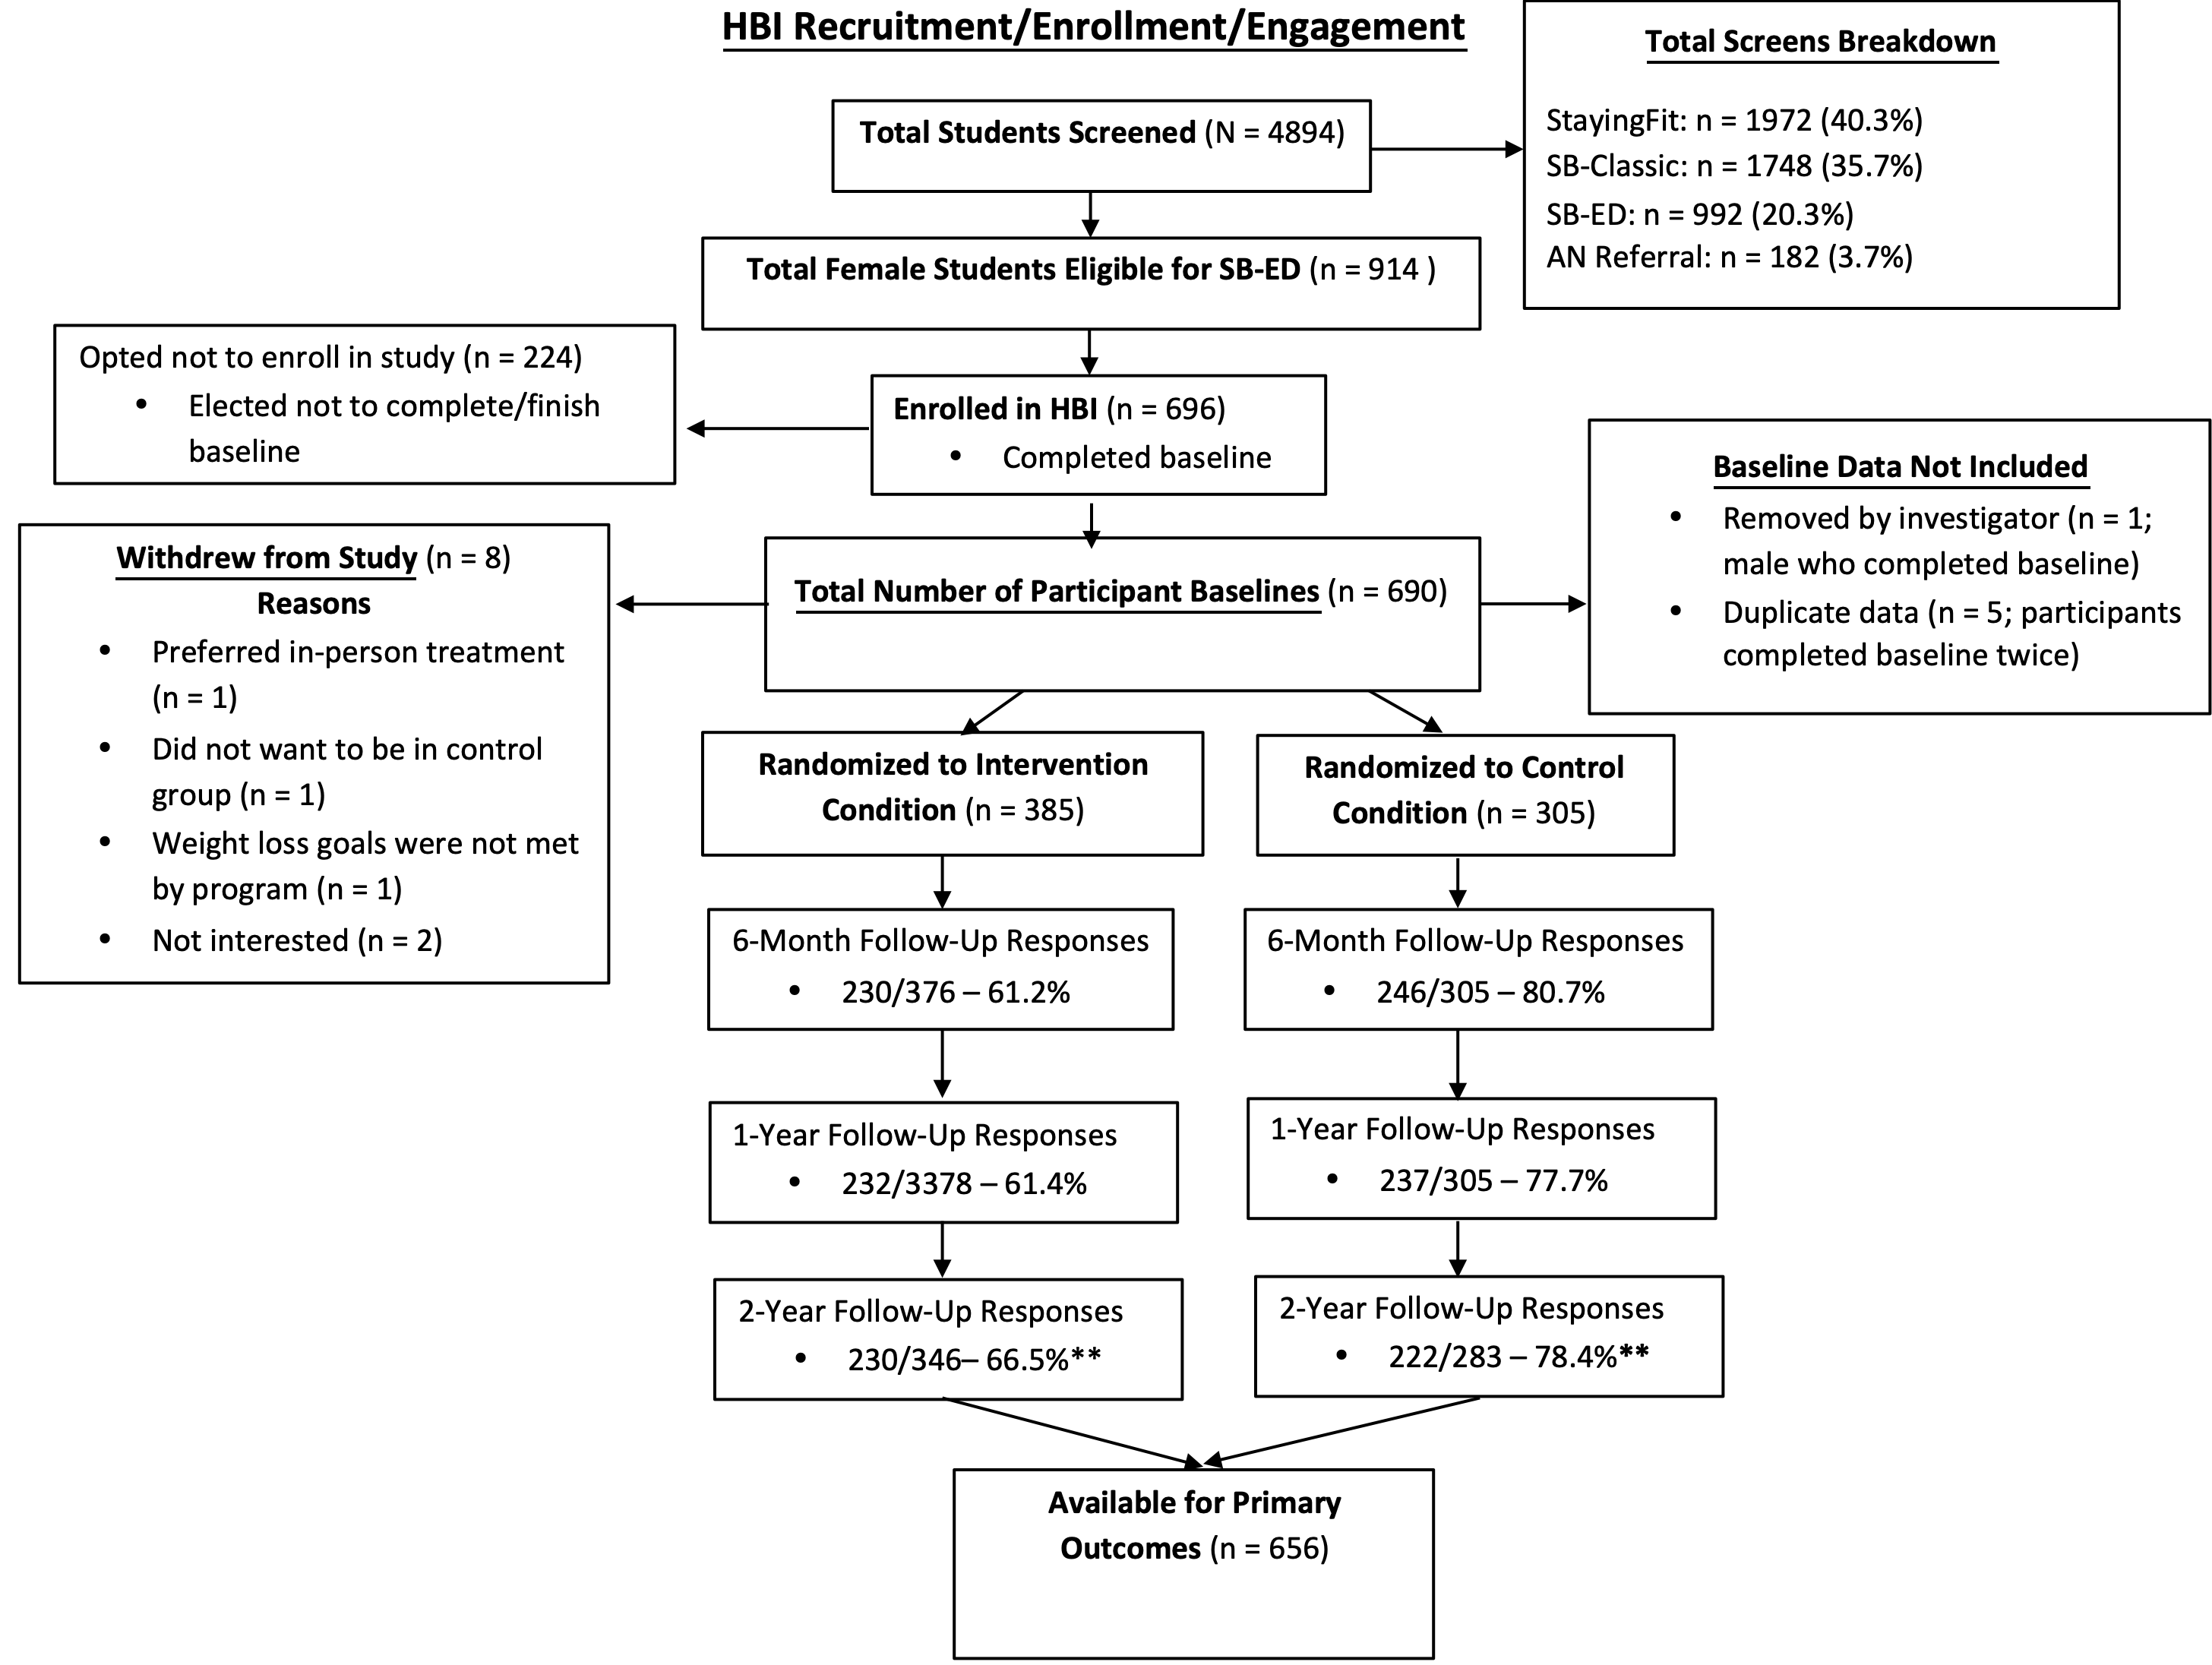 HBI Recruitment/Enrollment/Engagement
Total Screens Breakdown
StayingFit: n = 1972 (40.3%)
SB-Classic: n = 1748 (35.7%)
SB-ED: n = 992 (20.3%)
AN Referral: n = 182 (3.7%)
Total Students Screened (N = 4894)
Total Female Students Eligible for SB-ED (n = 914 )
Opted not to enroll in study (n = 224)
• Elected not to complete/finish
baseline
Enrolled in HBI (n = 696)
• Completed baseline
Baseline Data Not Included
• Removed by investigator (n = 1;
male who completed baseline)
• Duplicate data (n = 5; participants
completed baseline twice)
Withdrew from Study (n = 8)
Reasons
• Preferred in-person treatment
(n = 1)
• Did not want to be in control
group (n = 1)
• Weight loss goals were not met
by program (n = 1)
• Not interested (n = 2)
Total Number of Participant Baselines (n = 690)
Randomized to Intervention
Condition (n = 385)
Randomized to Control
Condition (n = 305)
6-Month Follow-Up Responses
• 230/376 – 61.2%
6-Month Follow-Up Responses
• 246/305 – 80.7%
1-Year Follow-Up Responses
• 232/3378 – 61.4%
1-Year Follow-Up Responses
• 237/305 – 77.7%
2-Year Follow-Up Responses
• 230/346– 66.5%**
2-Year Follow-Up Responses
• 222/283 – 78.4%**
Available for Primary
Outcomes (n = 656)